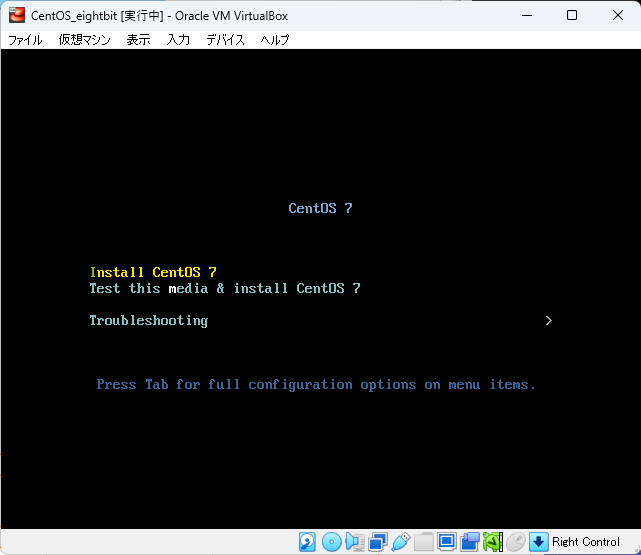 CentOS_eightbit [実行中] - Oracle VM VirtualBox
ファイル 仮想マシン 表示 入力 デバイス ヘルプ
CentOS 7
Install CentOS 7
Test this media & install CentOS 7
Troubleshooting >
Press Tab for full configuration options on menu items.
Right Control